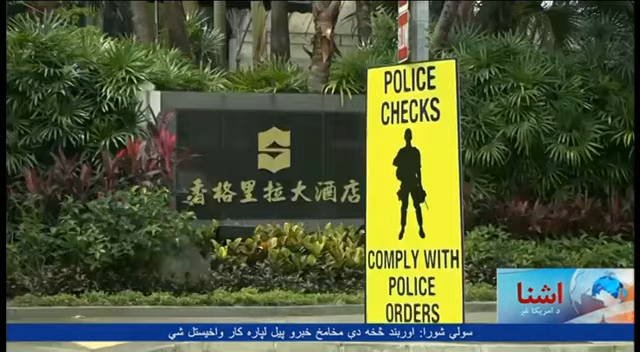 POLICE
CHECKS
香格里拉大酒店
COMPLY WITH
POLICE
ORDERS
اشنا
د امریکا غږ
سولې شورا: اوربند څخه دې مخامخ خبرو پیل لپاره کار واخیستل شي